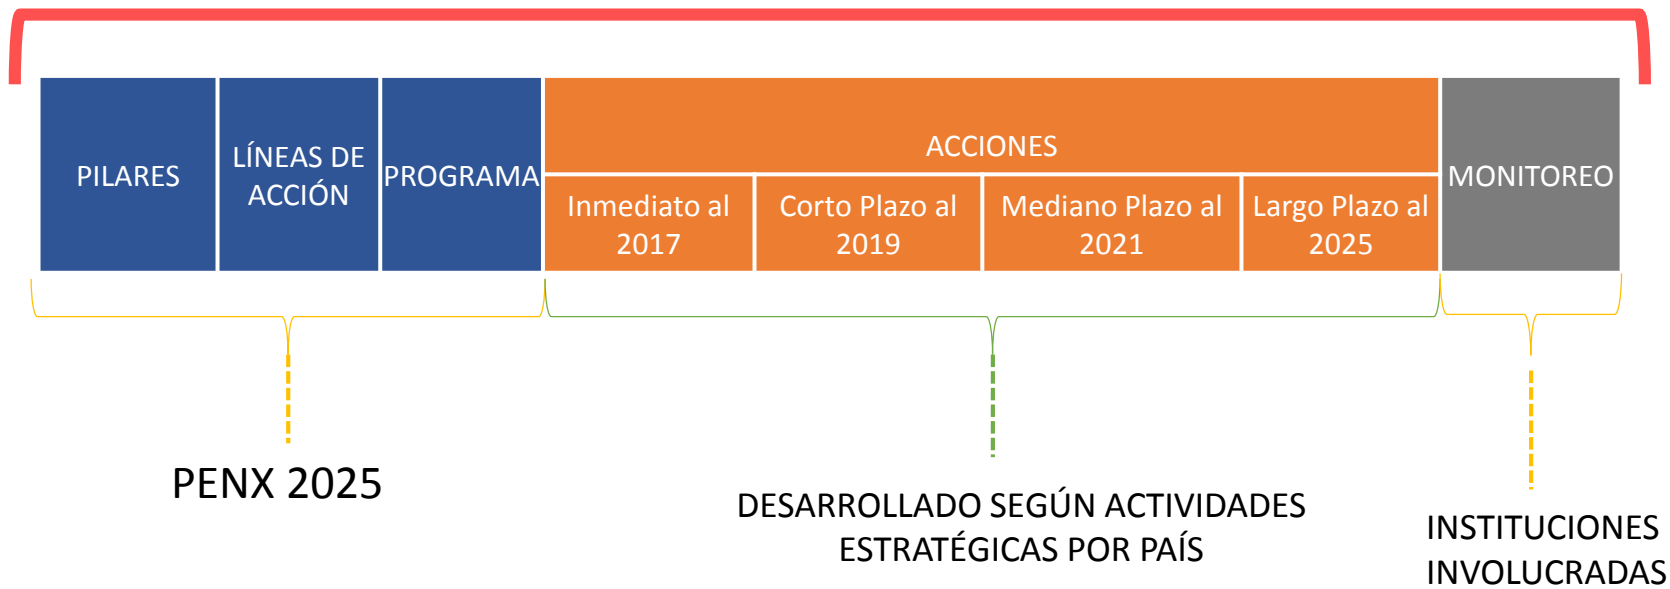 PILARES
LÍNEAS DE
ACCIÓN
PROGRAMA
ACCIONES
Inmediato al
2017
Corto Plazo al
2019
Mediano Plazo al
2021
Largo Plazo al
2025
MONITOREO
PENX 2025
DESARROLLADO SEGÚN ACTIVIDADES
ESTRATÉGICAS POR PAÍS
INSTITUCIONES
INVOLUCRADAS